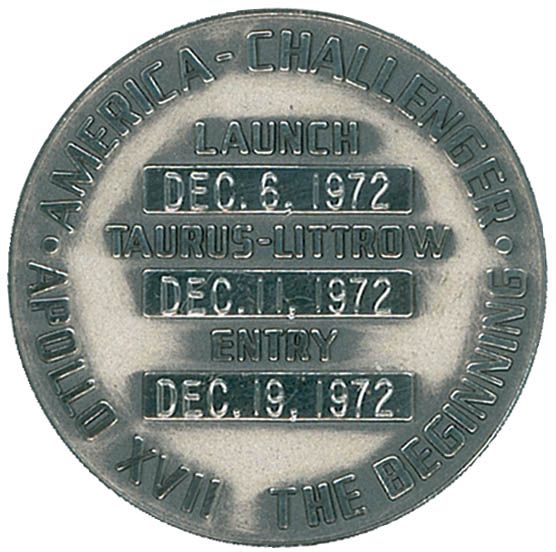 AMERICA - CHALLENGER
LAUNCH
DEC. 6, 1972
TAURUS-LITTROW
DEC. 11, 1972
ENTRY
DEC. 19, 1972
APOLLO XVII THE BEGINNING